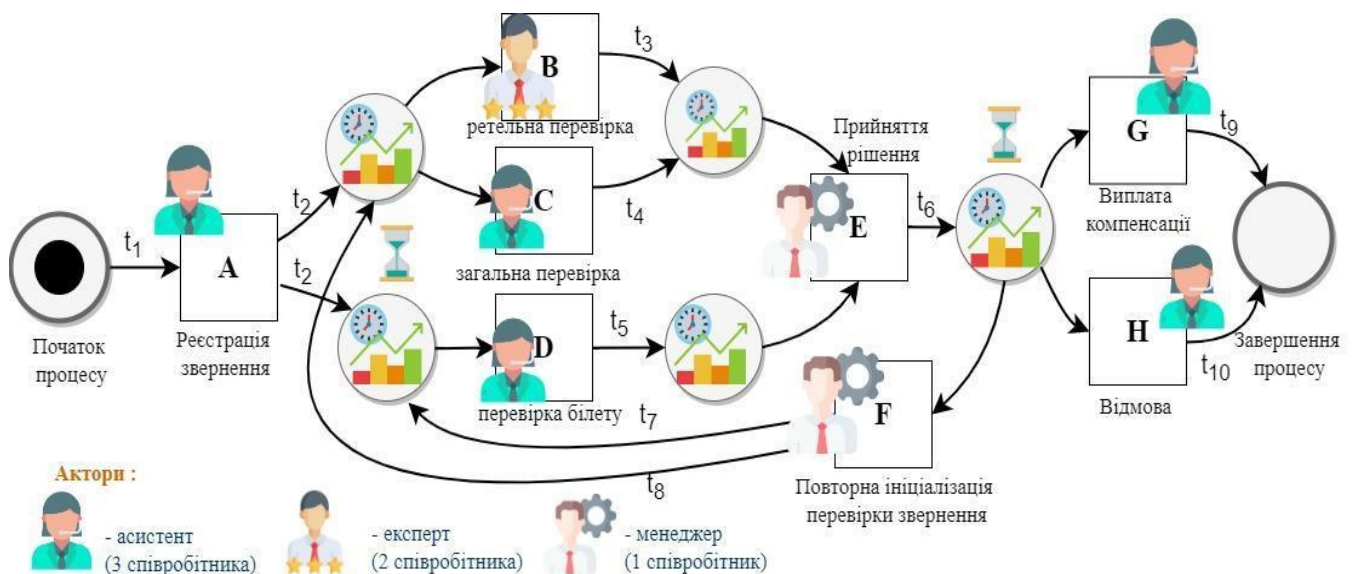 Початок
процесу
t1
A
Реєстрація
звернення
t2
t2
B
ретельна перевірка
t3
C
загальна перевірка
t4
D
перевірка білету
t5
Прийняття
рішення
E
t6
F
Повторна ініціалізація
перевірки звернення
t7
t8
G
Виплата
компенсації
t9
H
Відмова
t10
Завершення
процесу
Актори :
- асистент
(3 співробітника)
- експерт
(2 співробітника)
- менеджер
(1 співробітник)